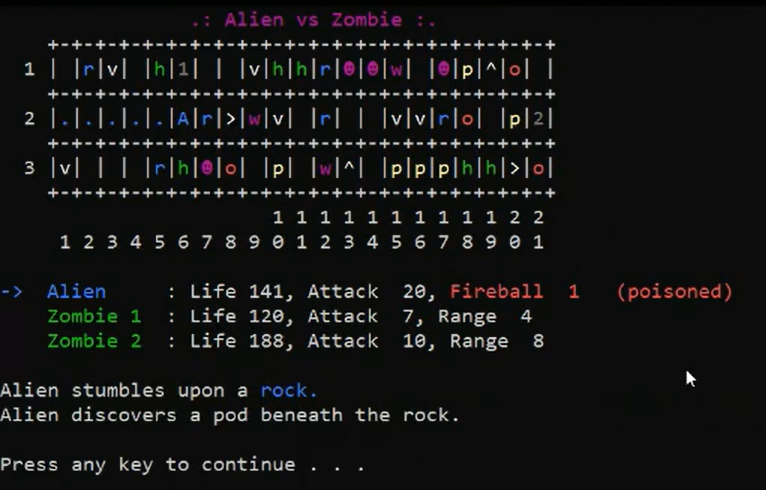 .: Alien vs Zombie :.
+-+-+-+-+-+-+-+-+-+-+-+-+-+-+-+-+-+-+-+-+-+
1 | |r|v| |h|1| | |v|h|h|r|☻|☻|w| |☻|p|^|o| |
+-+-+-+-+-+-+-+-+-+-+-+-+-+-+-+-+-+-+-+-+-+
2 |.|.|.|.|.|A|r|>|w|v| |r| | |v|v|r|o| |p|2|
+-+-+-+-+-+-+-+-+-+-+-+-+-+-+-+-+-+-+-+-+-+
3 |v| | | |r|h|☻|o| |p| |w|^| |p|p|p|h|h|>|o|
+-+-+-+-+-+-+-+-+-+-+-+-+-+-+-+-+-+-+-+-+-+
1 1 1 1 1 1 1 1 1 1 2 2
1 2 3 4 5 6 7 8 9 0 1 2 3 4 5 6 7 8 9 0 1
-> Alien : Life 141, Attack 20, Fireball 1 (poisoned)
Zombie 1 : Life 120, Attack 7, Range 4
Zombie 2 : Life 188, Attack 10, Range 8
Alien stumbles upon a rock.
Alien discovers a pod beneath the rock.
Press any key to continue . . .